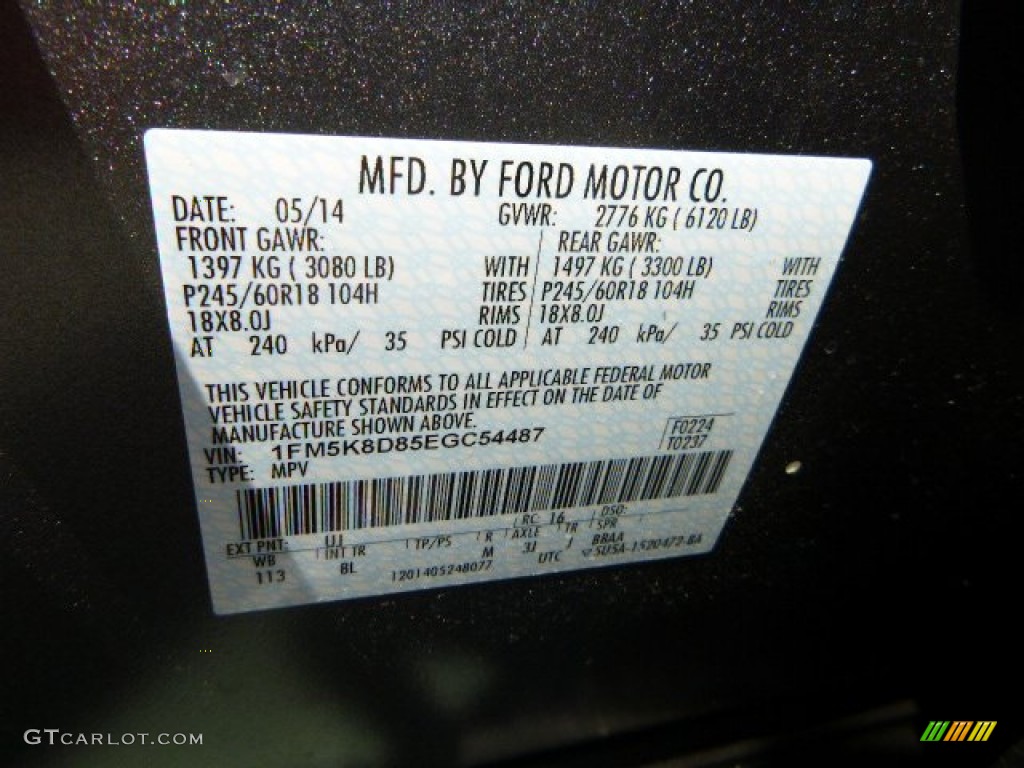 MFD. BY FORD MOTOR CO.
DATE: 05/14 GVWR: 2776 KG ( 6120 LB)
FRONT GAWR: REAR GAWR:
1397 KG ( 3080 LB) WITH 1497 KG ( 3300 LB) WITH
P245/60R18 104H TIRES P245/60R18 104H TIRES
18X8.0J RIMS 18X8.0J RIMS
AT 240 kPa/ 35 PSI COLD AT 240 kPa/ 35 PSI COLD
THIS VEHICLE CONFORMS TO ALL APPLICABLE FEDERAL MOTOR
VEHICLE SAFETY STANDARDS IN EFFECT ON THE DATE OF
MANUFACTURE SHOWN ABOVE.
F0224
VIN: 1FM5K8D85EGC54487
T0237
TYPE: MPV
RC: 16 DSO:
EXT PNT: UJ
WB INT TR TP/PS R AXLE TR SPR
113 BL M 3J J BBAA
1201405248077 UTC 5U5A-1520472-BA
GTCARLOT.COM